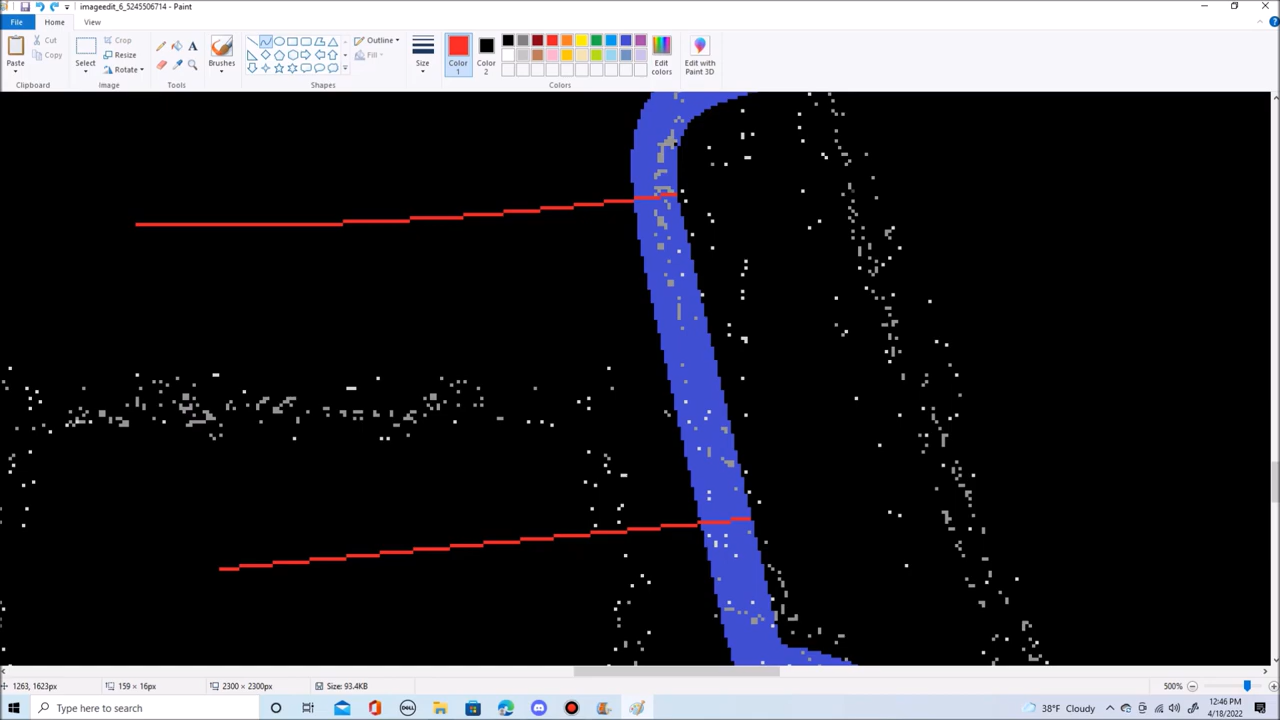 imageedit_6_5245506714 - Paint
File Home View
Paste
Cut
Copy
Clipboard
Select
Crop
Resize
Rotate
Image
A
Tools
Brushes
Outline
Fill
Shapes
Size
Color 1
Color 2
Edit colors
Colors
Edit with Paint 3D
1263, 1623px
159 × 16px
2300 × 2300px
Size: 93.4KB
500%
Type here to search
DELL
38°F Cloudy
12:46 PM
4/18/2022